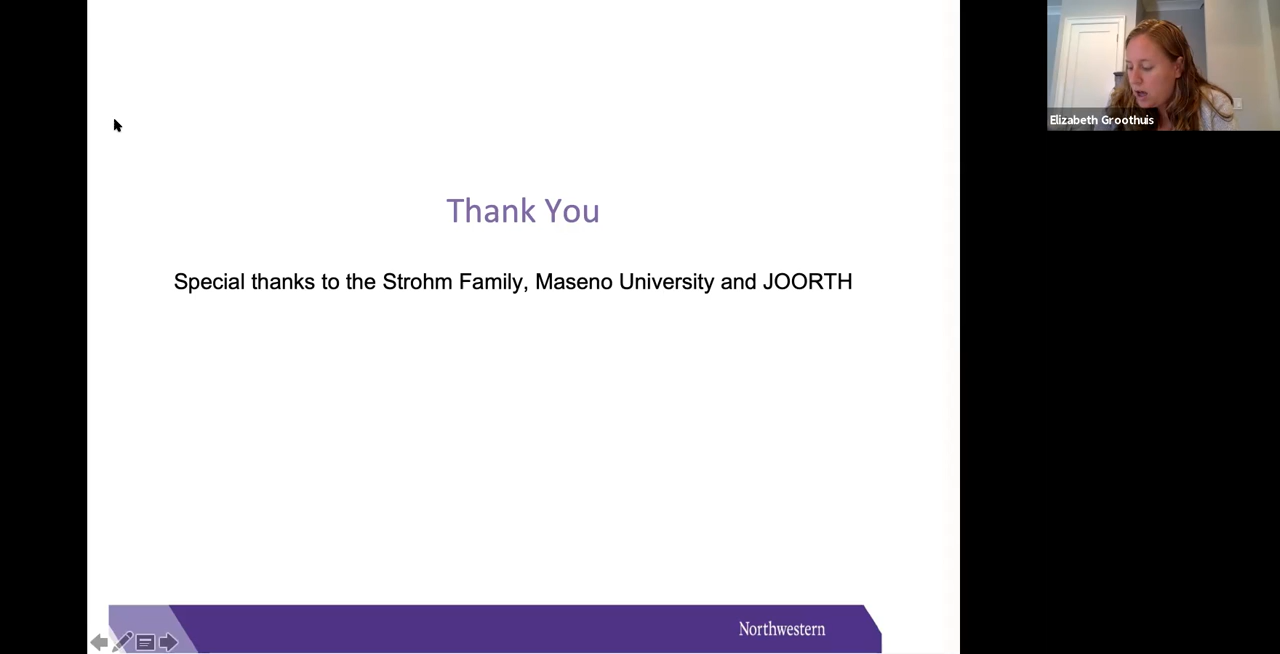 Elizabeth Groothuis
Thank You
Special thanks to the Strohm Family, Maseno University and JOORTH
Northwestern